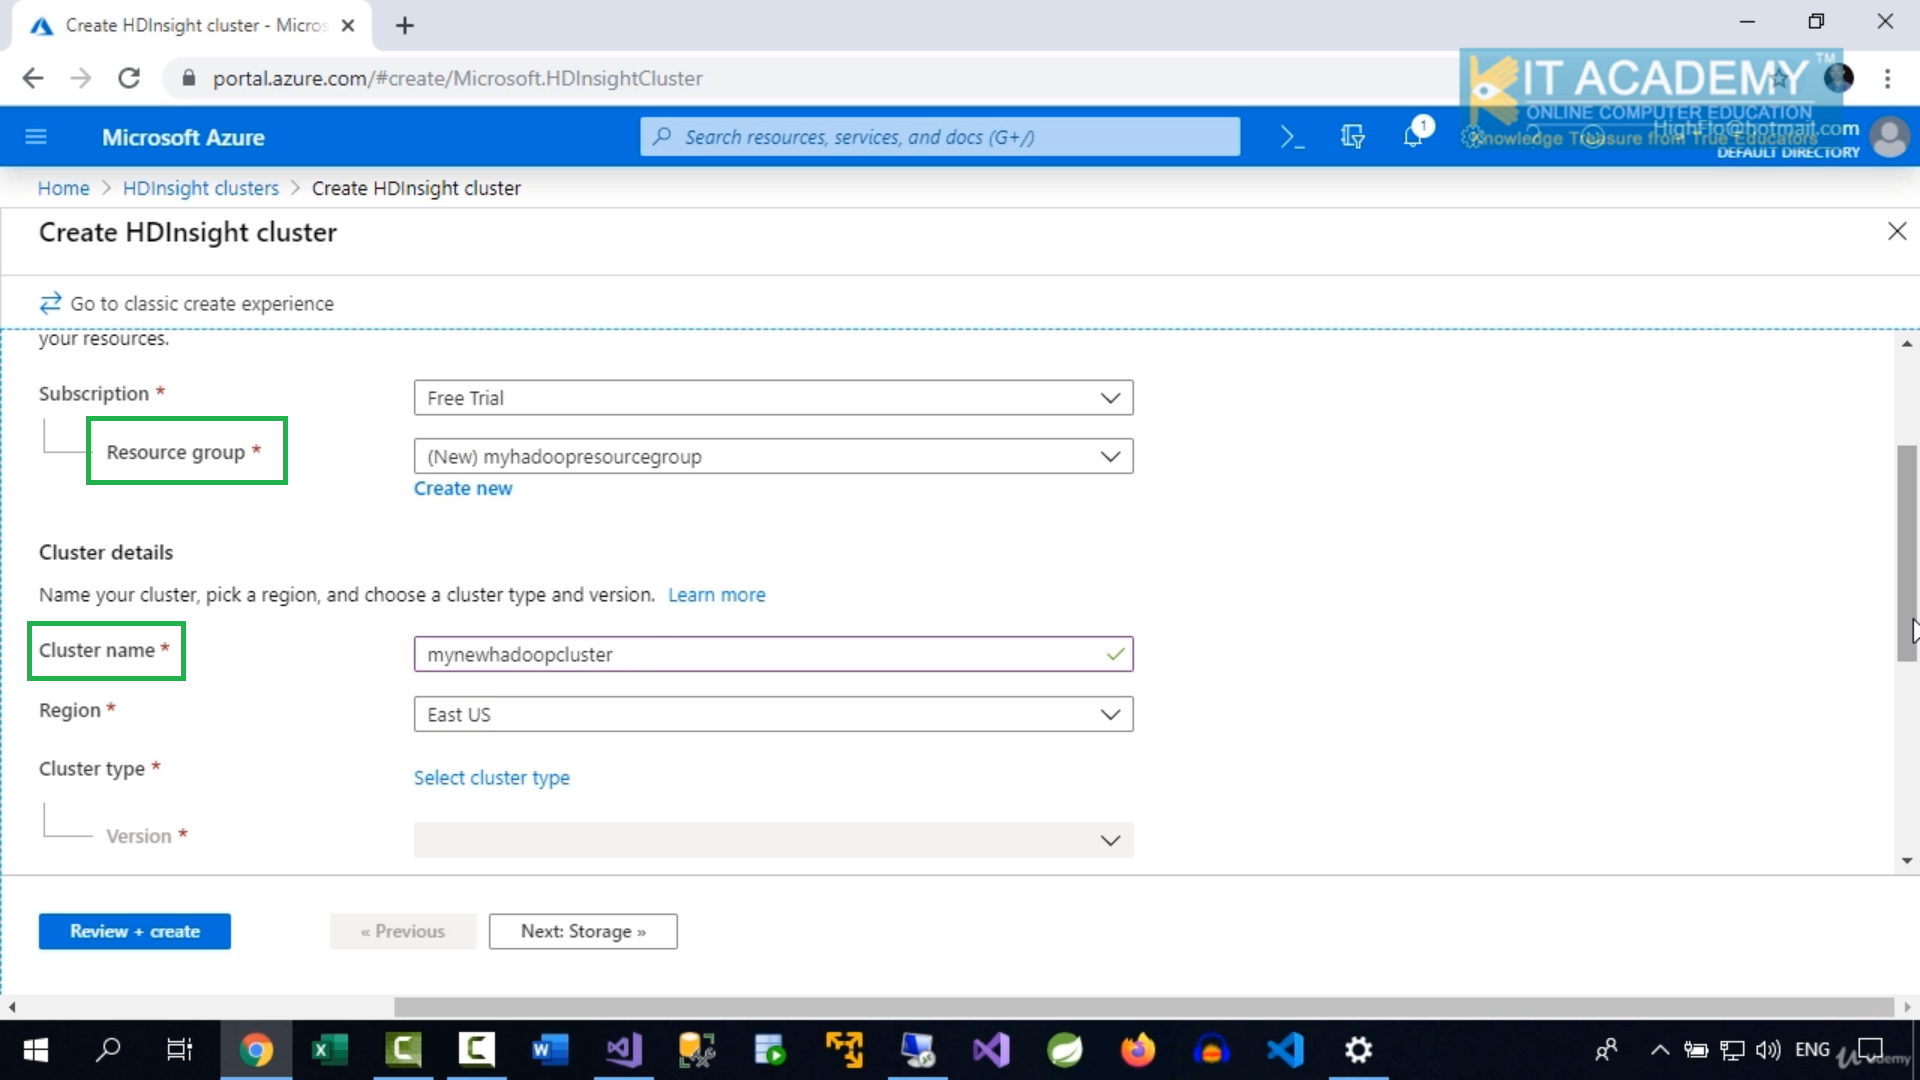 Create HDInsight cluster - Micros
portal.azure.com/#create/Microsoft.HDInsightCluster
IT ACADEMY TM
ONLINE COMPUTER EDUCATION
Knowledge Treasure from True Educators
Microsoft Azure
Search resources, services, and docs (G+/)
1
HighFlo@hotmail.com
DEFAULT DIRECTORY
Home > HDInsight clusters > Create HDInsight cluster
Create HDInsight cluster
Go to classic create experience
your resources.
Subscription *
Free Trial
Resource group *
(New) myhadoopresourcegroup
Create new
Cluster details
Name your cluster, pick a region, and choose a cluster type and version. Learn more
Cluster name *
mynewhadoopcluster
Region *
East US
Cluster type *
Select cluster type
Version *
Review + create
« Previous
Next: Storage »
ENG
udemy